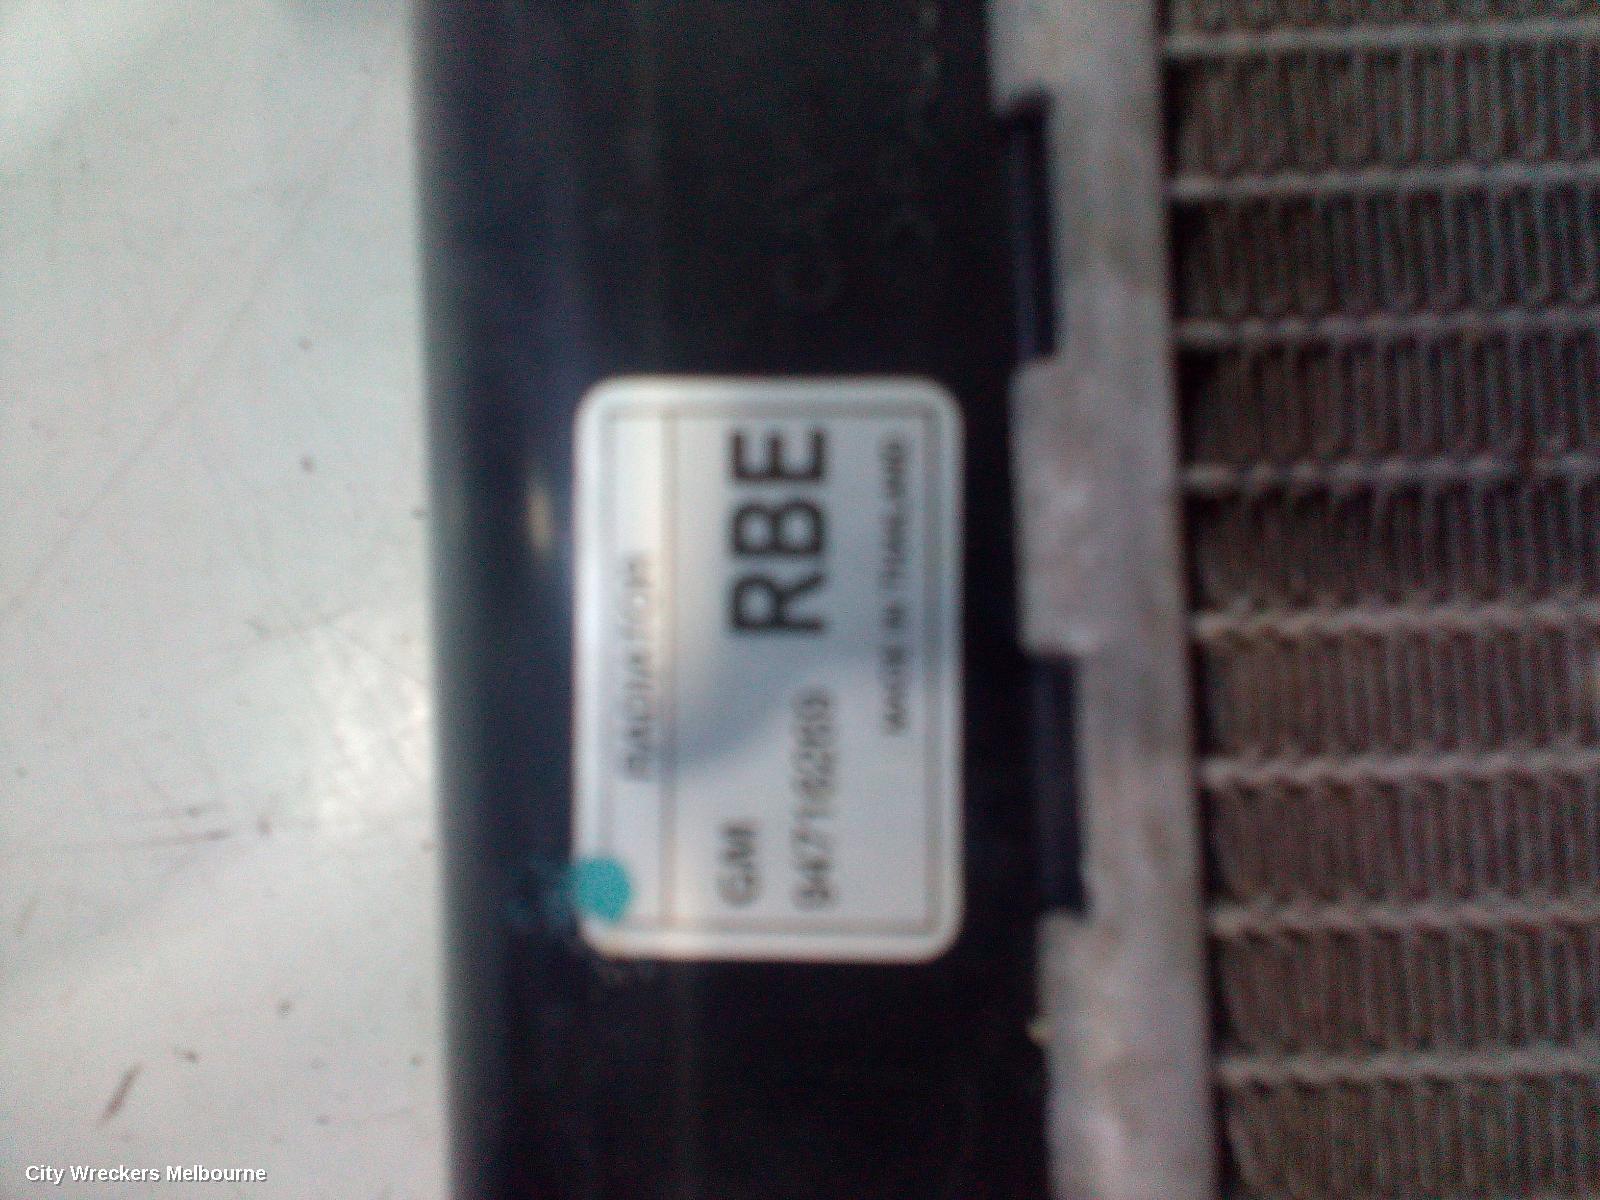 RADIATOR
GM
RBE
MADE IN THAILAND
City Wreckers Melbourne